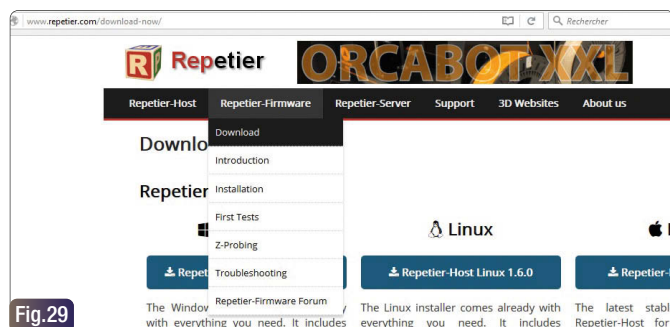 www.repetier.com/download-now/
Rechercher
R
Repetier
ORCABOT XXL
Repetier-Host Repetier-Firmware Repetier-Server Support 3D Websites About us
Download
Downlo
Introduction
Repetier
Installation
First Tests
Linux
Z-Probing
Repet
Troubleshooting
Repetier-Host Linux 1.6.0
Repetier-
Repetier-Firmware Forum
The Window
y
The Linux installer comes already with
The latest stabl
with everything you need. It includes
everything you need. It includes
Repetier-Host for
Fig.29